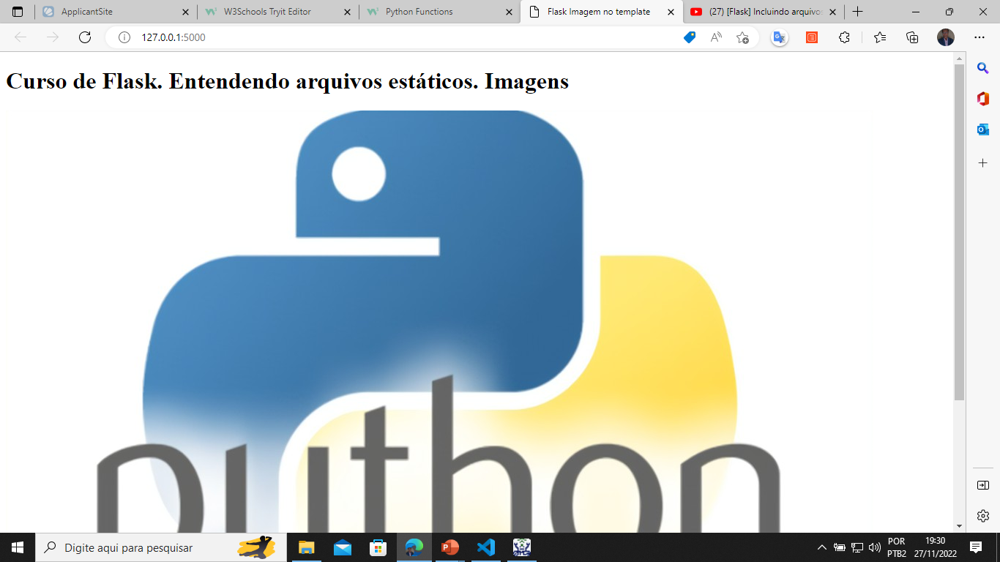 ApplicantSite
W3Schools Tryit Editor
Python Functions
Flask Imagem no template
(27) [Flask] Incluindo arquivos
127.0.0.1:5000
Curso de Flask. Entendendo arquivos estáticos. Imagens
python
Digite aqui para pesquisar
POR
PTB2
19:30
27/11/2022